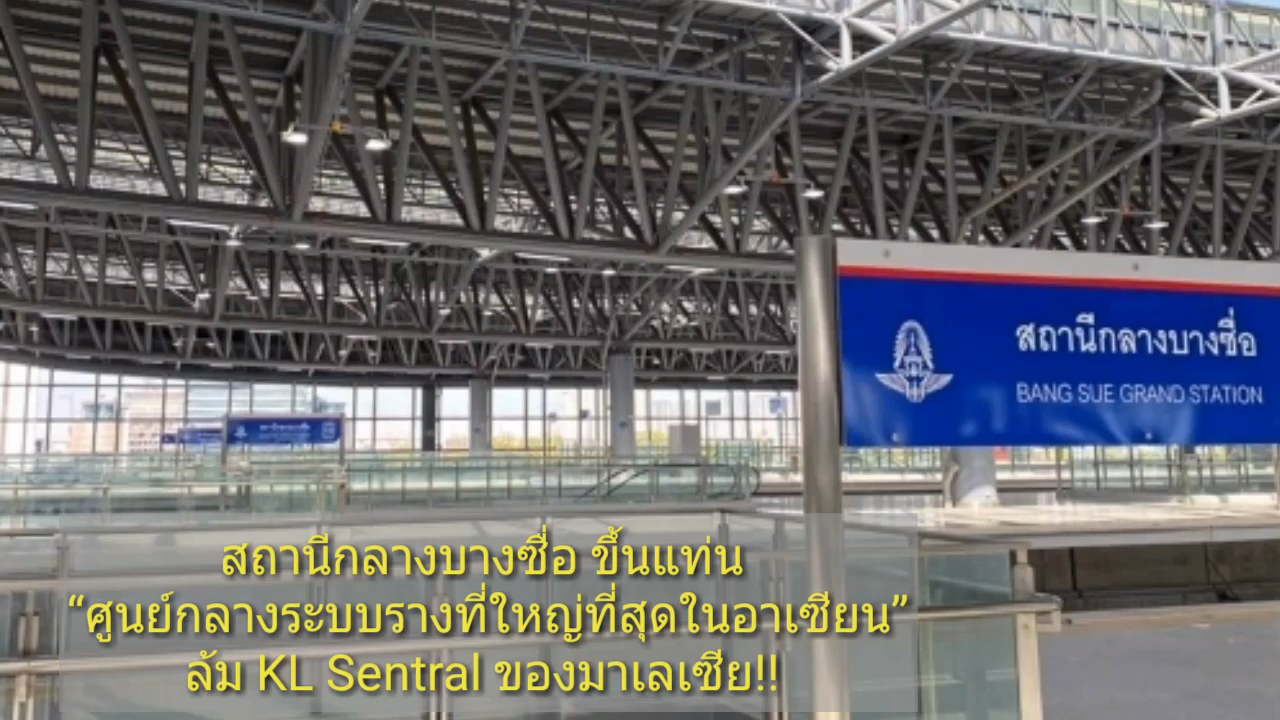 สถานีกลางบางซื่อ
BANG SUE GRAND STATION
สถานีกลางบางซื่อ ขึ้นแท่น
“ศูนย์กลางระบบรางที่ใหญ่ที่สุดในอาเซียน”
ล้ม KL Sentral ของมาเลเซีย!!